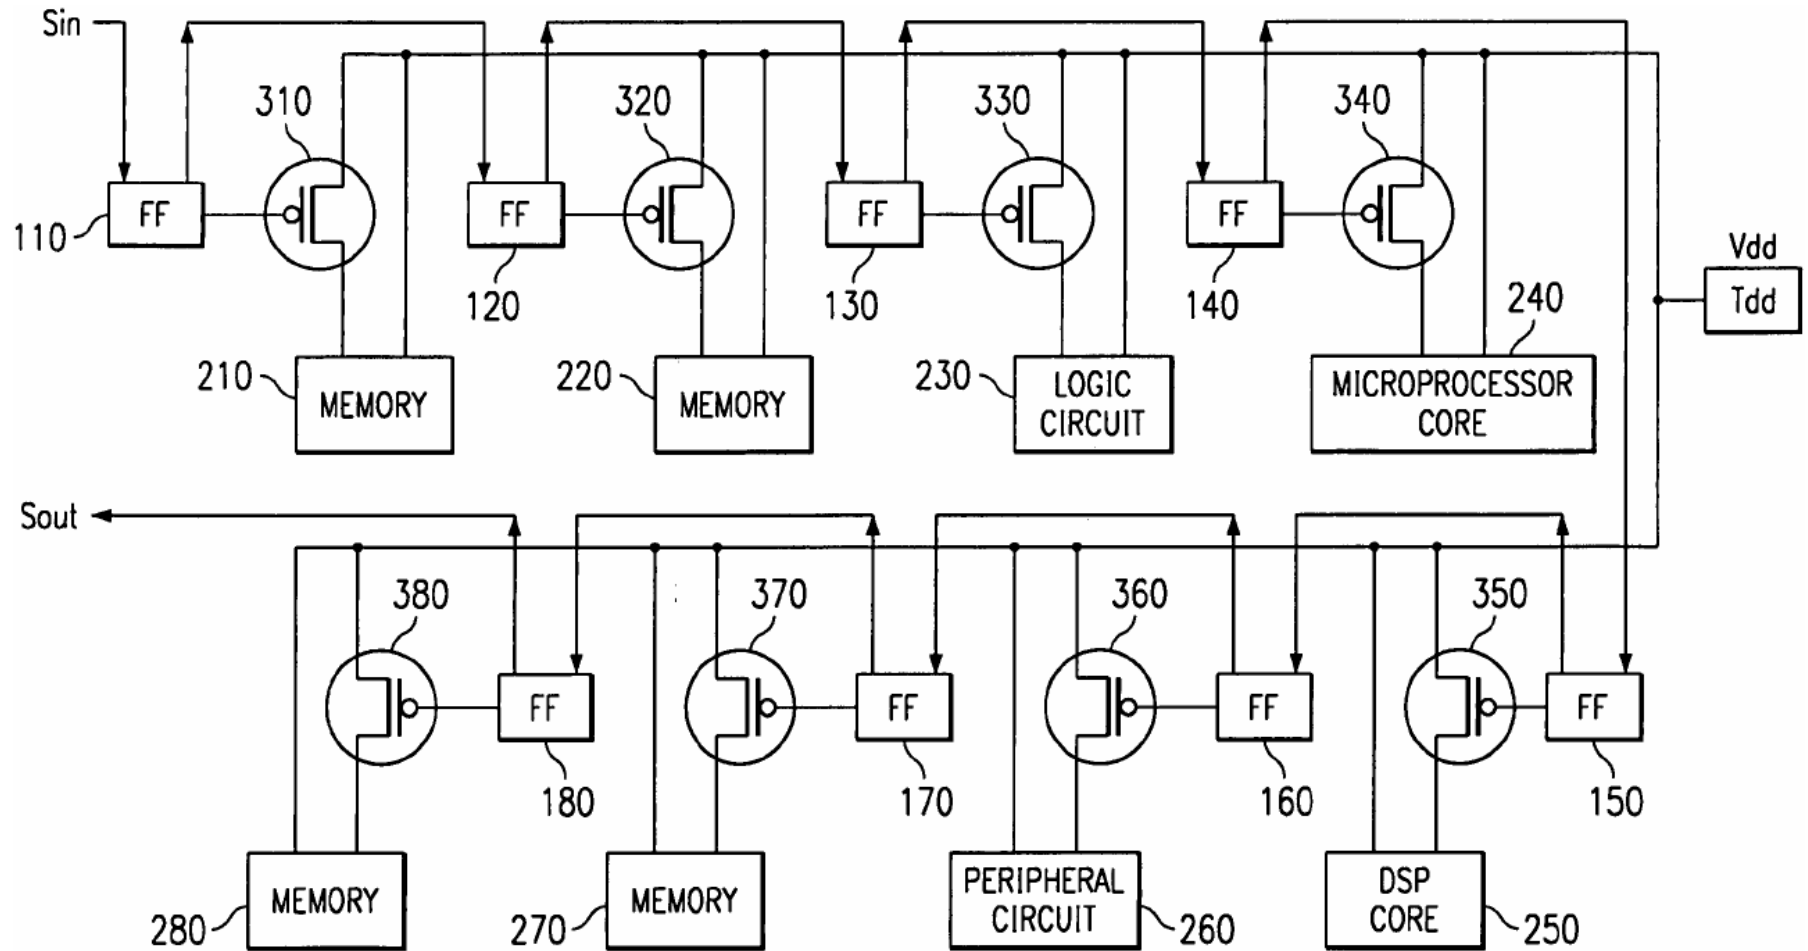 Sin
310
320
330
340
FF
FF
FF
FF
110
120
130
140
Vdd
Tdd
240
210
MEMORY
220
MEMORY
230
LOGIC
CIRCUIT
MICROPROCESSOR
CORE
Sout
380
370
360
350
FF
FF
FF
FF
180
170
160
150
MEMORY
280
MEMORY
270
PERIPHERAL
CIRCUIT
260
DSP
CORE
250